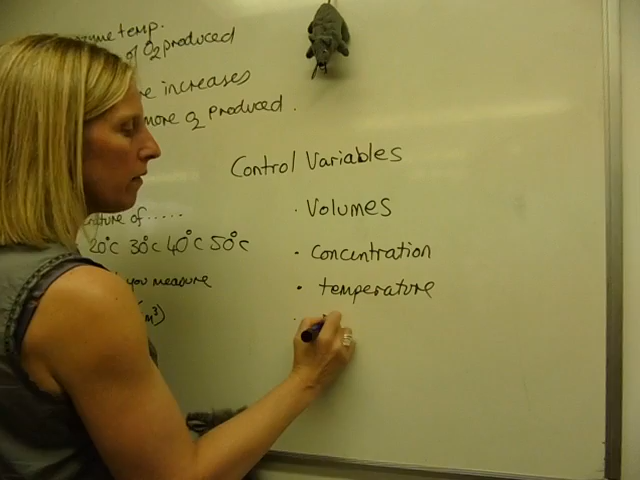 temp.
of O2 produced
increases
more O2 produced.
Control Variables
· Volumes
· Concentration
· temperature
·
of.....
20°C 30°C 40°C 50°C
you measure